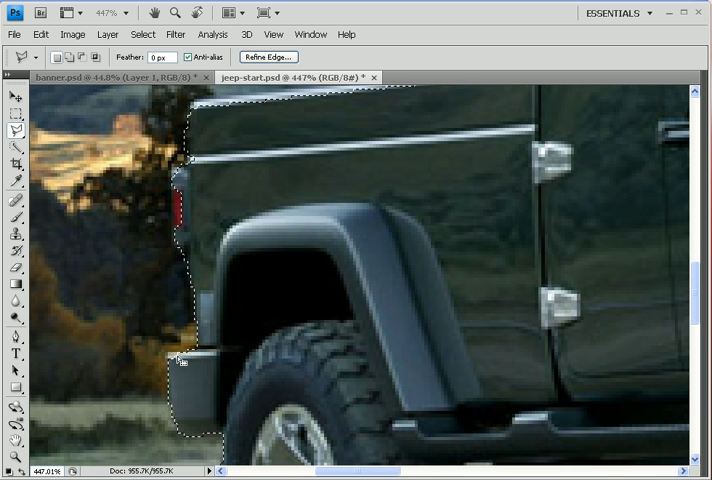 Ps Br 447% ESSENTIALS
File Edit Image Layer Select Filter Analysis 3D View Window Help
Feather: 0 px Anti-alias Refine Edge...
banner.psd @ 44.8% (Layer 1, RGB/8) * × jeep-start.psd @ 447% (RGB/8#) * ×
T
447.01% Doc: 955.7K/955.7K